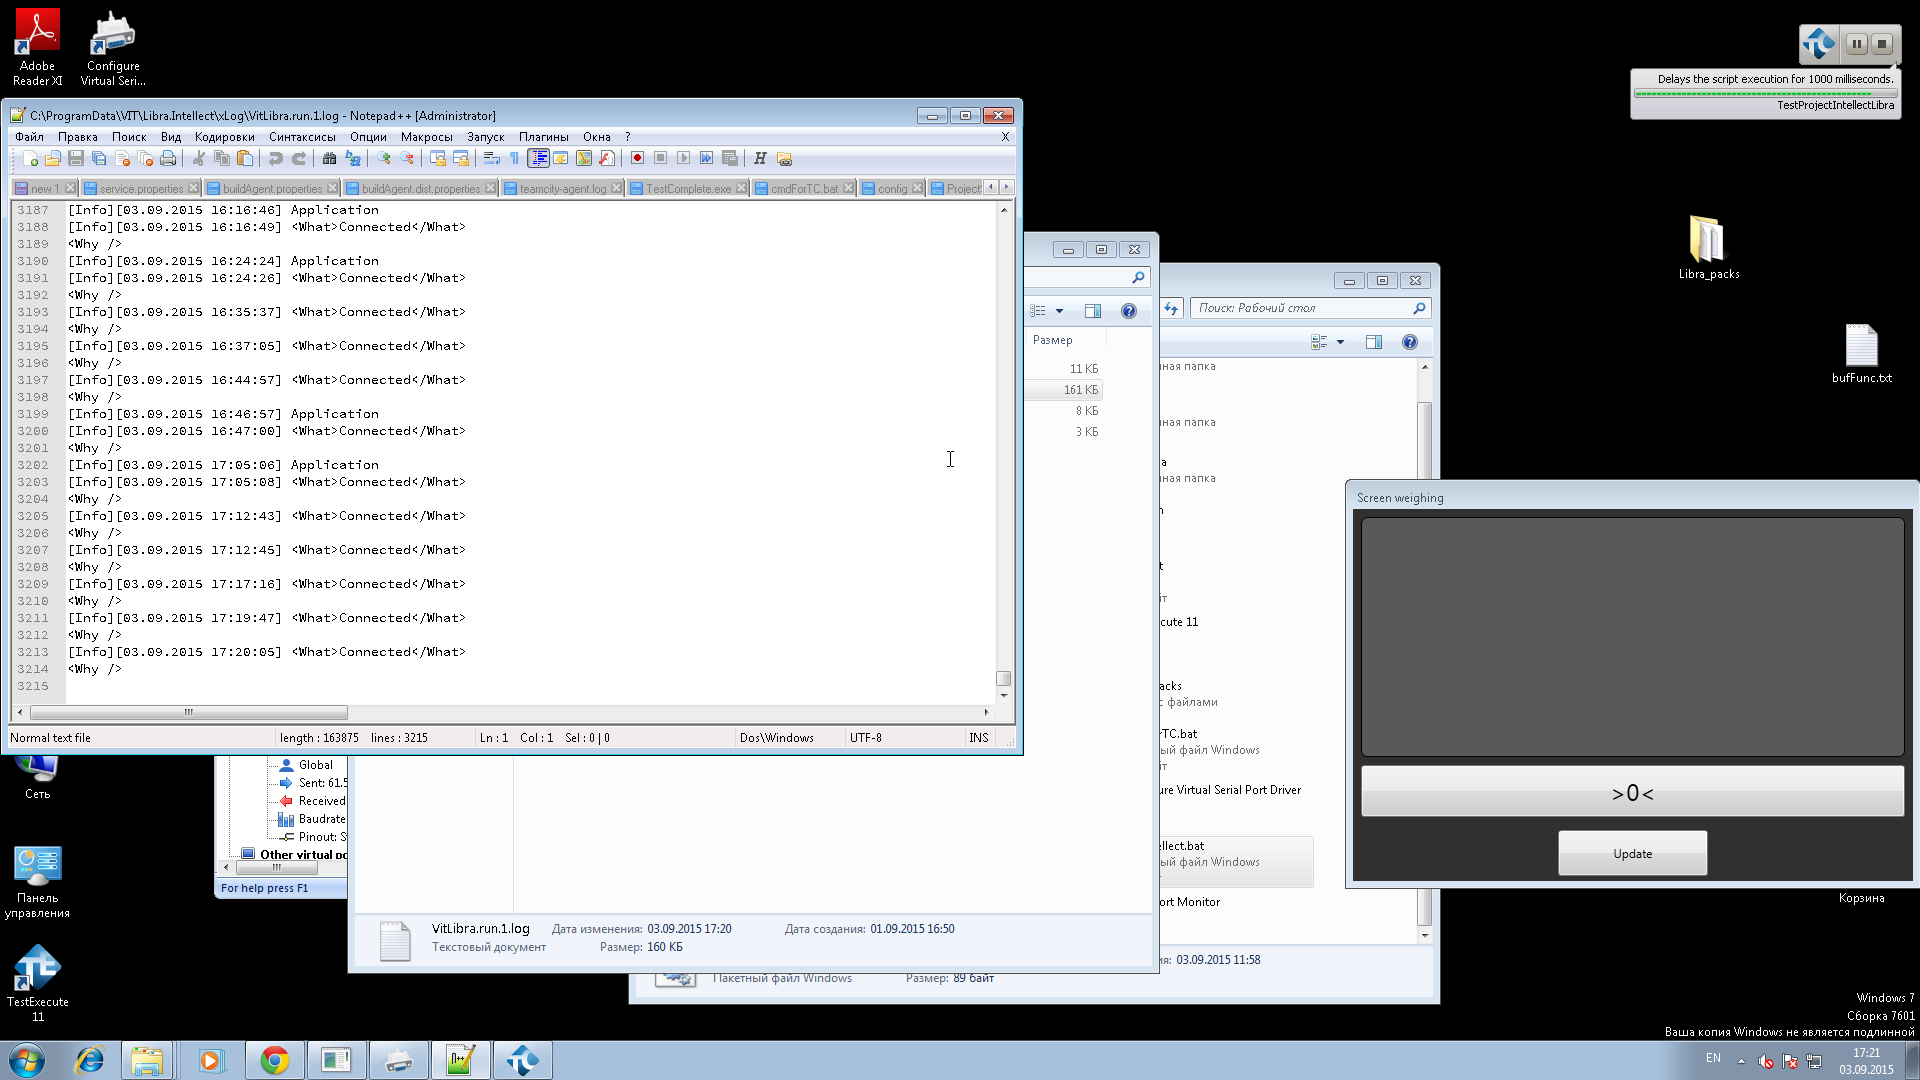 Adobe
Reader XI
Configure
Virtual Seri...
Delays the script execution for 1000 milliseconds.
TestProjectIntellectLibra
C:\ProgramData\VIT\Libra.Intellect\xLog\VitLibra.run.1.log - Notepad++ [Administrator]
Файл Правка Поиск Вид Кодировки Синтаксисы Опции Макросы Запуск Плагины Окна ? X
new 1 service.properties buildAgent.properties buildAgent.dist.properties teamcity-agent.log TestComplete.exe cmdForTC.bat config Project
3187 [Info][03.09.2015 16:16:46] Application
3188 [Info][03.09.2015 16:16:49] <What>Connected</What>
3189 <Why />
3190 [Info][03.09.2015 16:24:24] Application
3191 [Info][03.09.2015 16:24:26] <What>Connected</What>
3192 <Why />
3193 [Info][03.09.2015 16:35:37] <What>Connected</What>
3194 <Why />
3195 [Info][03.09.2015 16:37:05] <What>Connected</What>
3196 <Why />
3197 [Info][03.09.2015 16:44:57] <What>Connected</What>
3198 <Why />
3199 [Info][03.09.2015 16:46:57] Application
3200 [Info][03.09.2015 16:47:00] <What>Connected</What>
3201 <Why />
3202 [Info][03.09.2015 17:05:06] Application
3203 [Info][03.09.2015 17:05:08] <What>Connected</What>
3204 <Why />
3205 [Info][03.09.2015 17:12:43] <What>Connected</What>
3206 <Why />
3207 [Info][03.09.2015 17:12:45] <What>Connected</What>
3208 <Why />
3209 [Info][03.09.2015 17:17:16] <What>Connected</What>
3210 <Why />
3211 [Info][03.09.2015 17:19:47] <What>Connected</What>
3212 <Why />
3213 [Info][03.09.2015 17:20:05] <What>Connected</What>
3214 <Why />
3215
Normal text file length : 163875 lines : 3215 Ln : 1 Col : 1 Sel : 0 | 0 Dos\Windows UTF-8 INS
Размер
11 КБ
161 КБ
8 КБ
3 КБ
Поиск: Рабочий стол
ная папка
ная папка
а
ная папка
t
йт
cute 11
acks
с файлами
rTC.bat
ый файл Windows
йт
ure Virtual Serial Port Driver
ellect.bat
ый файл Windows
ort Monitor
Libra_packs
bufFunc.txt
Screen weighing
>0<
Update
Корзина
Сеть
Global
Sent: 61.5
Received
Baudrate
Pinout: S
Other virtual po
For help press F1
Панель
управления
VitLibra.run.1.log Дата изменения: 03.09.2015 17:20 Дата создания: 01.09.2015 16:50
Текстовый документ Размер: 160 КБ
ия: 03.09.2015 11:58
Пакетный файл Windows Размер: 89 байт
TestExecute
11
Windows 7
Сборка 7601
Ваша копия Windows не является подлинной
EN
17:21
03.09.2015